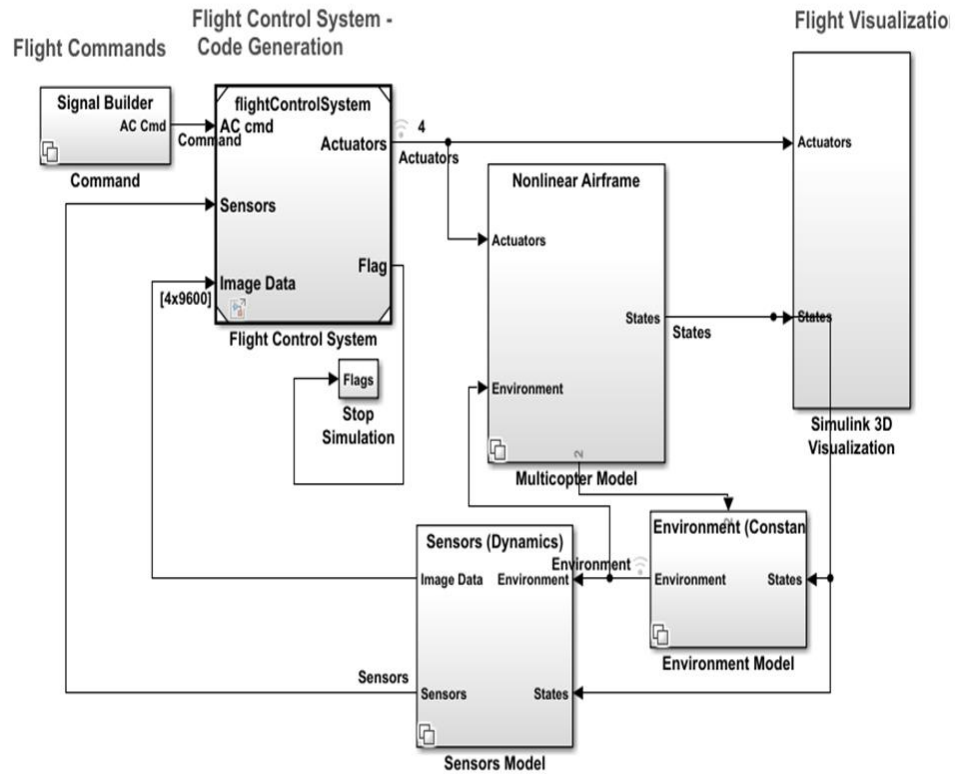 Flight Control System -
Code Generation
Flight Visualizatio
Flight Commands
Signal Builder
AC Cmd
Command
Command
flightControlSystem
AC cmd
Actuators
Sensors
Flag
Image Data
[4x9600]
Flight Control System
4
Actuators
Flags
Stop
Simulation
Nonlinear Airframe
Actuators
States
Environment
2
Multicopter Model
States
Actuators
States
Simulink 3D
Visualization
Environment (Constan
2
Environment
States
Environment Model
Environment
Sensors (Dynamics)
Image Data
Environment
Sensors
States
Sensors Model
Sensors